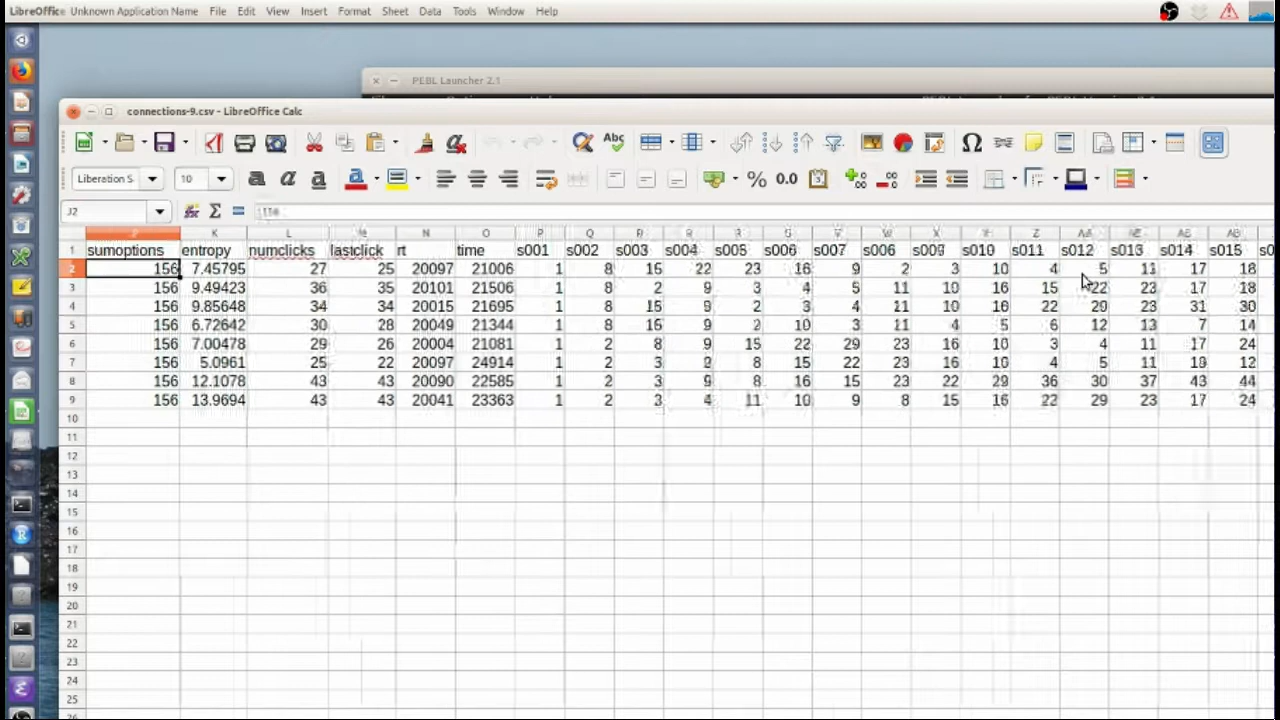 LibreOffice Unknown Application Name File Edit View Insert Format Sheet Data Tools Window Help
PEBL Launcher 2.1
connections-9.csv - LibreOffice Calc
Abc
Liberation S 10 a a a a % 0.0
J2 Σ =
L N O P Q Z
1 sumoptions entropy numclicks lastclick rt time s001 s002 s003 s004 s005 s006 s007 s008 s009 s010 s011 s012 s013 s014 s015 s0
2 156 7.45795 27 25 20097 21006 1 8 15 22 23 16 9 2 3 10 4 5 11 17 18
3 156 9.49423 36 35 20101 21506 1 8 2 9 3 4 5 11 10 16 15 22 23 17 18
4 156 9.85648 34 34 20015 21695 1 8 15 9 2 3 4 11 10 16 22 29 23 31 30
5 156 6.72642 30 28 20049 21344 1 8 15 9 2 10 3 11 4 5 6 12 13 7 14
6 156 7.00478 29 26 20004 21081 1 2 8 9 15 22 29 23 16 10 3 4 11 17 24
7 156 5.0961 25 22 20097 24914 1 2 3 9 8 15 22 23 16 10 4 5 11 18 12
8 156 12.1078 43 43 20090 22585 1 2 3 9 8 16 15 23 22 29 36 30 37 43 44
9 156 13.9694 43 43 20041 23363 1 2 3 4 11 10 9 8 15 16 22 29 23 17 24
10
11
12
13
14
15
16
17
18
19
20
21
22
23
24
25